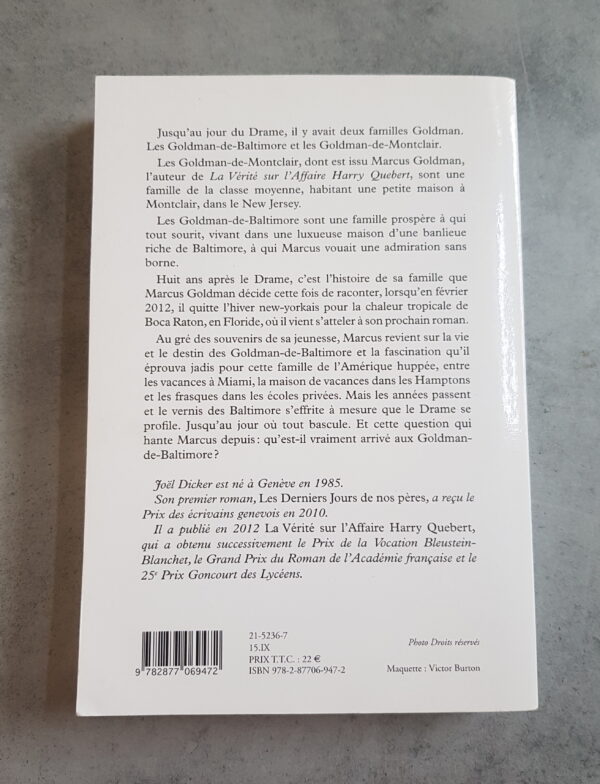 Jusqu'au jour du Drame, il y avait deux familles Goldman.
Les Goldman-de-Baltimore et les Goldman-de-Montclair.
Les Goldman-de-Montclair, dont est issu Marcus Goldman,
l'auteur de La Vérité sur l'Affaire Harry Quebert, sont une
famille de la classe moyenne, habitant une petite maison à
Montclair, dans le New Jersey.
Les Goldman-de-Baltimore sont une famille prospère à qui
tout sourit, vivant dans une luxueuse maison d'une banlieue
riche de Baltimore, à qui Marcus vouait une admiration sans
borne.
Huit ans après le Drame, c'est l'histoire de sa famille que
Marcus Goldman décide cette fois de raconter, lorsqu'en février
2012, il quitte l'hiver new-yorkais pour la chaleur tropicale de
Boca Raton, en Floride, où il vient s'atteler à son prochain roman.
Au gré des souvenirs de sa jeunesse, Marcus revient sur la vie
et le destin des Goldman-de-Baltimore et la fascination qu'il
éprouva jadis pour cette famille de l'Amérique huppée, entre
les vacances à Miami, la maison de vacances dans les Hamptons
et les frasques dans les écoles privées. Mais les années passent
et le vernis des Baltimore s'effrite à mesure que le Drame se
profile. Jusqu'au jour où tout bascule. Et cette question qui
hante Marcus depuis : qu'est-il vraiment arrivé aux Goldman-
de-Baltimore ?
Joël Dicker est né à Genève en 1985.
Son premier roman, Les Derniers Jours de nos pères, a reçu le
Prix des écrivains genevois en 2010.
Il a publié en 2012 La Vérité sur l'Affaire Harry Quebert,
qui a obtenu successivement le Prix de la Vocation Bleustein-
Blanchet, le Grand Prix du Roman de l'Académie française et le
25e Prix Goncourt des Lycéens.
21-5236-7
15.IX
PRIX T.T.C. : 22 €
ISBN 978-2-87706-947-2
9 782877 069472
Photo Droits réservés
Maquette : Victor Burton